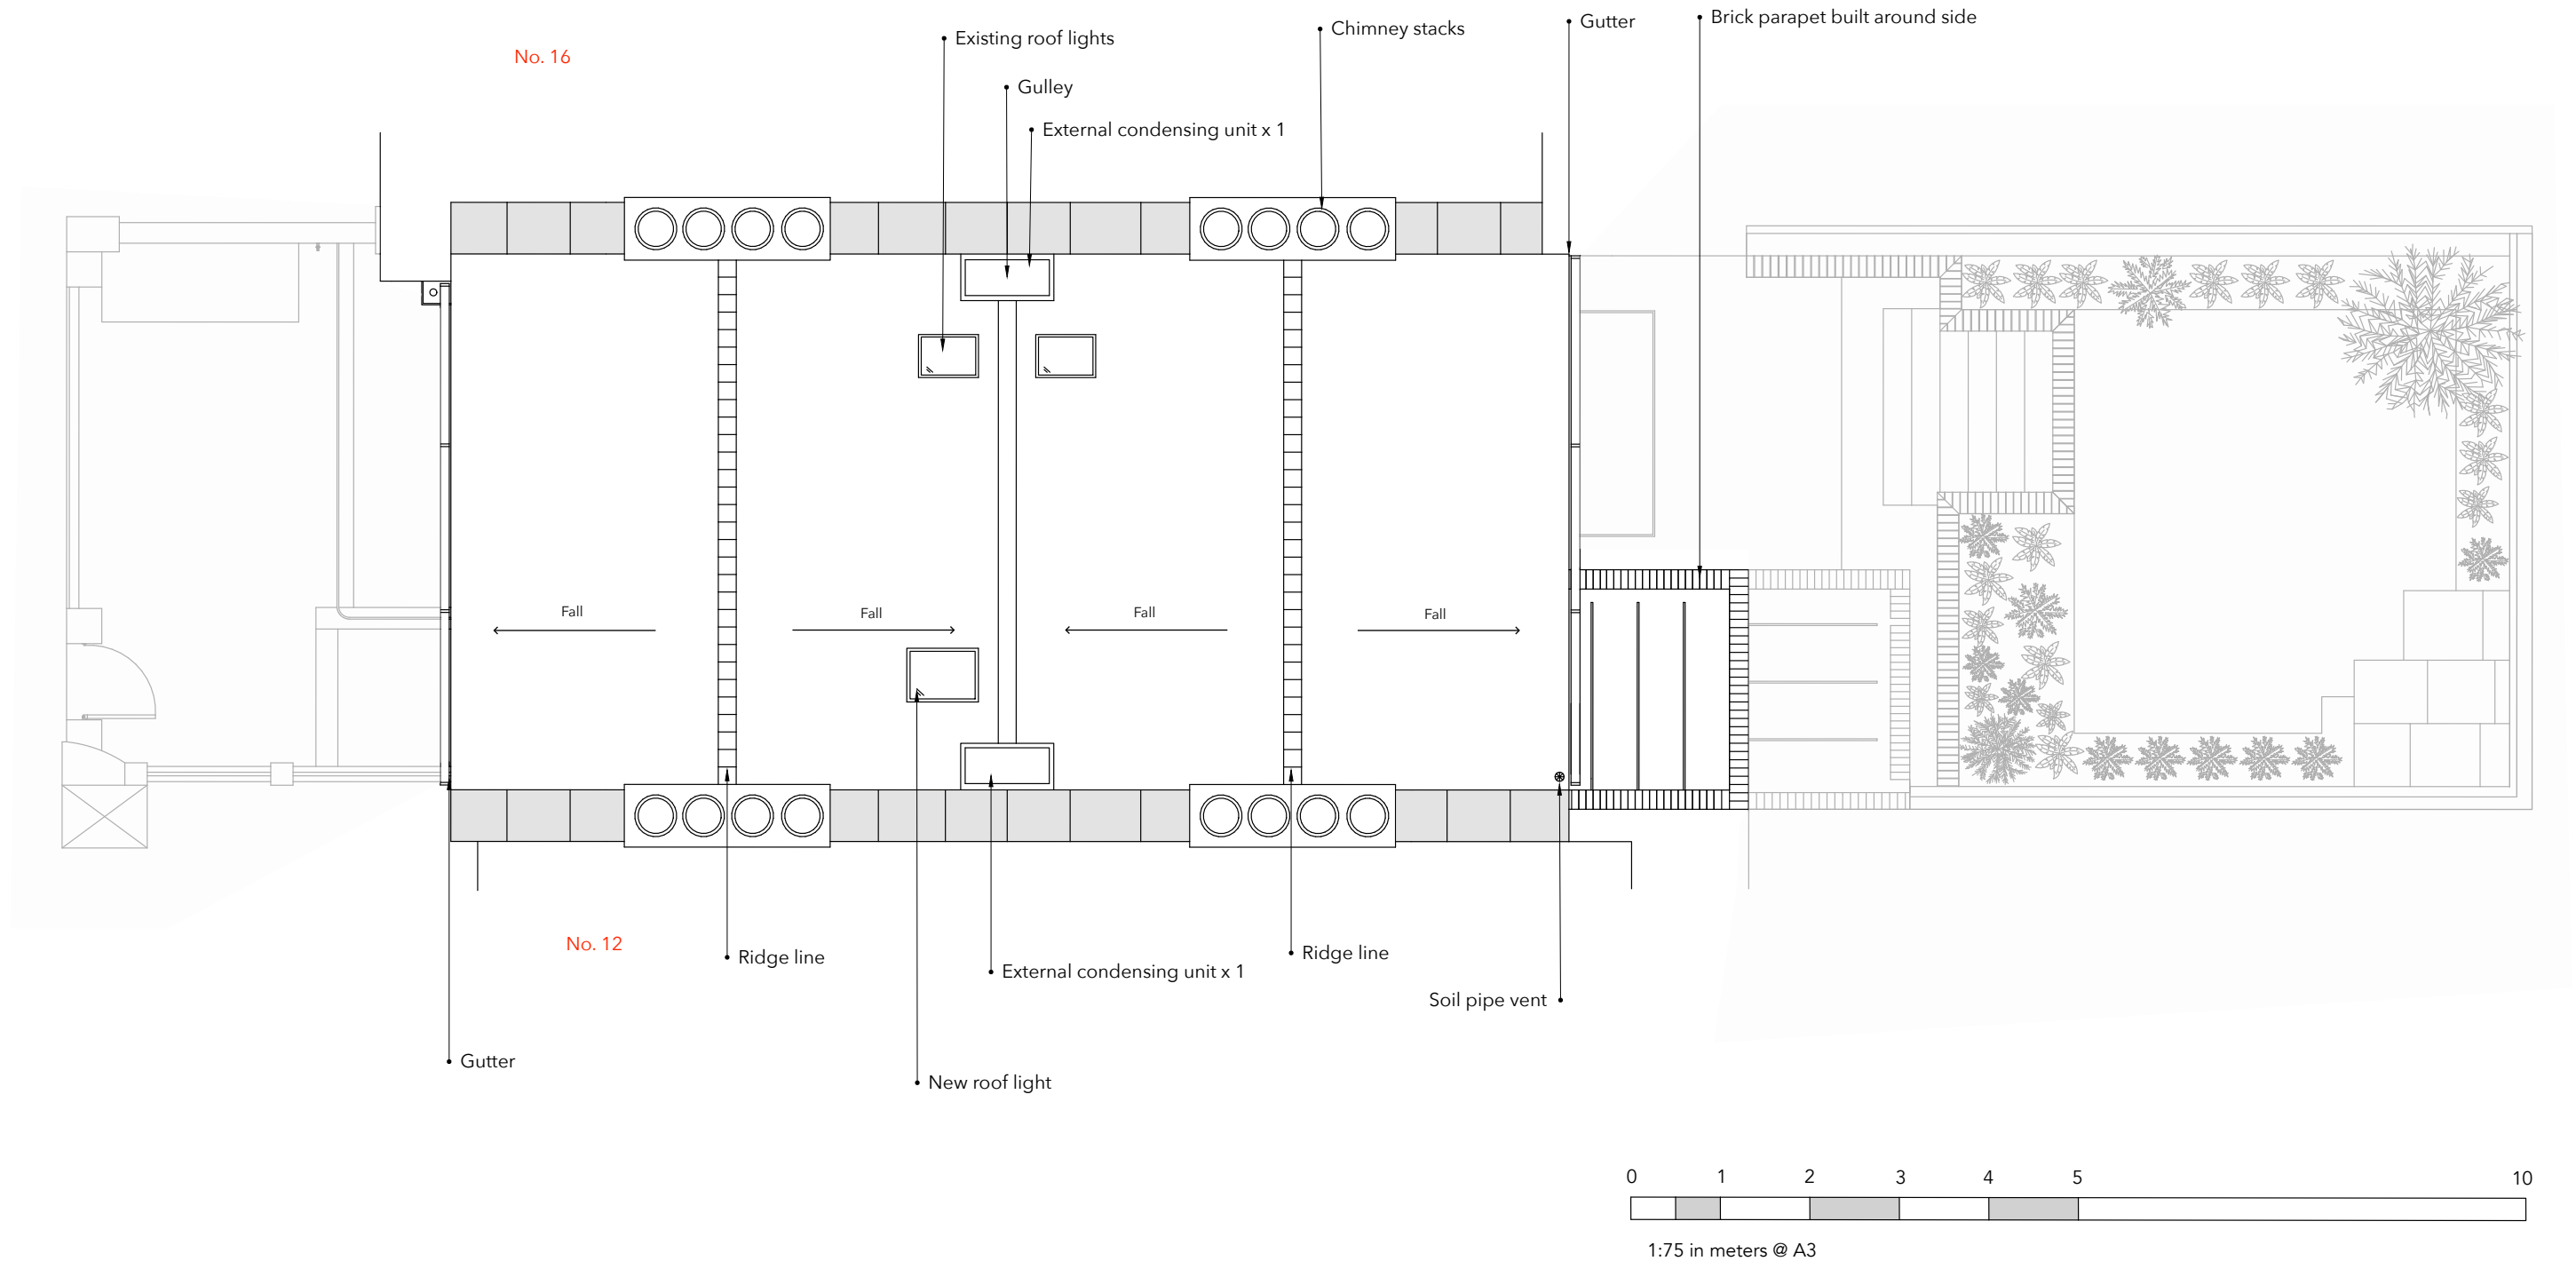 Brick parapet built around side
Gutter
Chimney stacks
Existing roof lights
No. 16
Gulley
External condensing unit x 1
Fall
Fall
Fall
Fall
No. 12
Ridge line
Ridge line
External condensing unit x 1
Soil pipe vent
Gutter
New roof light
0 1 2 3 4 5 10
1:75 in meters @ A3